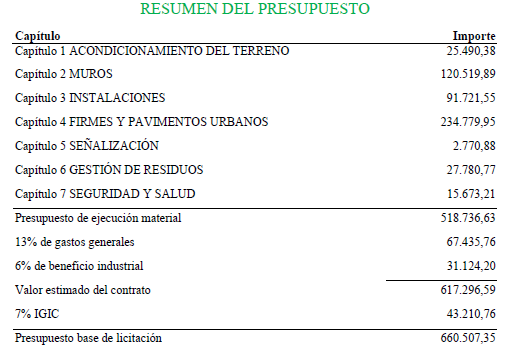 RESUMEN DEL PRESUPUESTO
Capítulo Importe
Capítulo 1 ACONDICIONAMIENTO DEL TERRENO 25.490,38
Capítulo 2 MUROS 120.519,89
Capítulo 3 INSTALACIONES 91.721,55
Capítulo 4 FIRMES Y PAVIMENTOS URBANOS 234.779,95
Capítulo 5 SEÑALIZACIÓN 2.770,88
Capítulo 6 GESTIÓN DE RESIDUOS 27.780,77
Capítulo 7 SEGURIDAD Y SALUD 15.673,21
Presupuesto de ejecución material 518.736,63
13% de gastos generales 67.435,76
6% de beneficio industrial 31.124,20
Valor estimado del contrato 617.296,59
7% IGIC 43.210,76
Presupuesto base de licitación 660.507,35